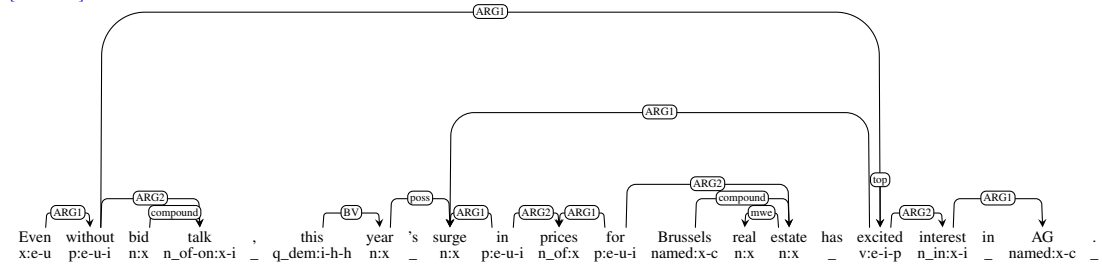 ARG1
ARG1
top
ARG2
poss
ARG2
compound
ARG1
ARG1
compound
BV
ARG1
ARG2
ARG1
mwe
ARG2
Even without bid talk , this year 's surge in prices for Brussels real estate has excited interest in AG .
x:e-u p:e-u-i n:x n_of-on:x-i _ q_dem:i-h-h n:x _ n:x p:e-u-i n_of:x p:e-u-i named:x-c n:x n:x _ v:e-i-p n_in:x-i _ named:x-c _